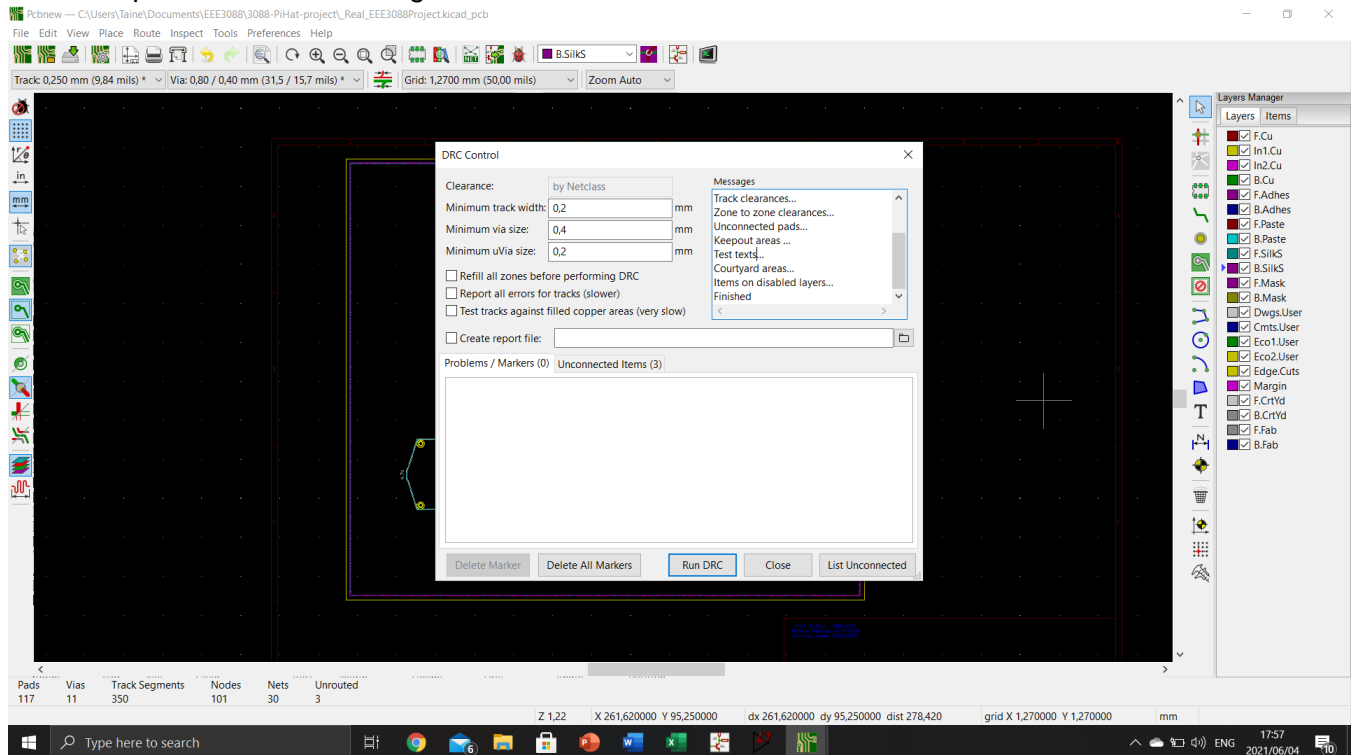 Pcbnew — C:\Users\Taine\Documents\EEE3088\3088-PiHat-project\_Real_EEE3088Project.kicad_pcb
File Edit View Place Route Inspect Tools Preferences Help
B.SilkS
Track: 0,250 mm (9,84 mils) * Via: 0,80 / 0,40 mm (31,5 / 15,7 mils) * Grid: 1,2700 mm (50,00 mils) Zoom Auto
Layers Manager
Layers Items
F.Cu
In1.Cu
In2.Cu
B.Cu
F.Adhes
B.Adhes
F.Paste
B.Paste
F.SilkS
B.SilkS
F.Mask
B.Mask
Dwgs.User
Cmts.User
Eco1.User
Eco2.User
Edge.Cuts
Margin
F.CrtYd
B.CrtYd
F.Fab
B.Fab
in
mm
DRC Control
Clearance: by Netclass
Minimum track width: 0,2 mm
Minimum via size: 0,4 mm
Minimum uVia size: 0,2 mm
Refill all zones before performing DRC
Report all errors for tracks (slower)
Test tracks against filled copper areas (very slow)
Messages
Track clearances...
Zone to zone clearances...
Unconnected pads...
Keepout areas ...
Test texts...
Courtyard areas...
Items on disabled layers...
Finished
Create report file:
Problems / Markers (0) Unconnected Items (3)
Delete Marker Delete All Markers Run DRC Close List Unconnected
Pads Vias Track Segments Nodes Nets Unrouted
117 11 350 101 30 3
Z 1,22 X 261,620000 Y 95,250000 dx 261,620000 dy 95,250000 dist 278,420 grid X 1,270000 Y 1,270000 mm
Type here to search
6
ENG
17:57
2021/06/04
10